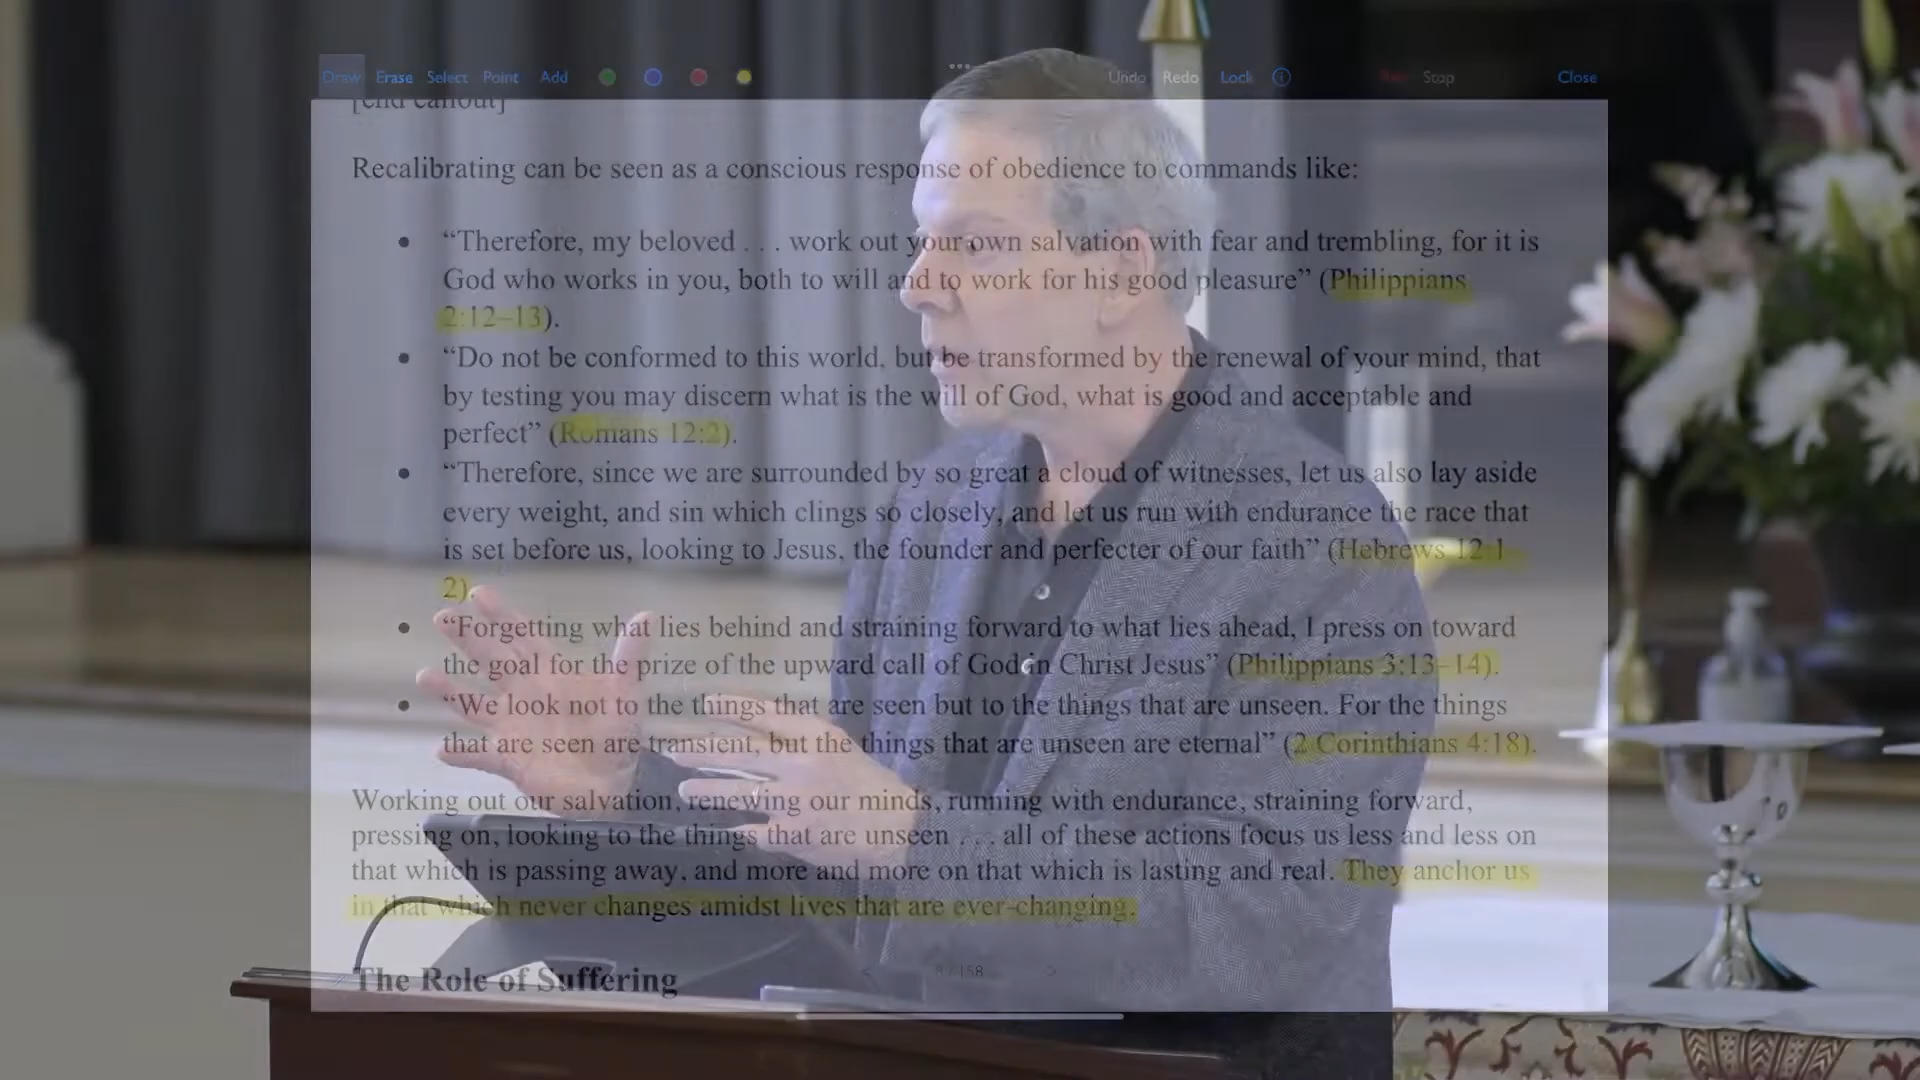 Draw Erase Select Point Add Undo Redo Lock Stop Close
[end callout]
Recalibrating can be seen as a conscious response of obedience to commands like:
• “Therefore, my beloved . . . work out your own salvation with fear and trembling, for it is
God who works in you, both to will and to work for his good pleasure” (Philippians
2:12–13).
• “Do not be conformed to this world, but be transformed by the renewal of your mind, that
by testing you may discern what is the will of God, what is good and acceptable and
perfect” (Romans 12:2).
• “Therefore, since we are surrounded by so great a cloud of witnesses, let us also lay aside
every weight, and sin which clings so closely, and let us run with endurance the race that
is set before us, looking to Jesus, the founder and perfecter of our faith” (Hebrews 12:1
2).
• “Forgetting what lies behind and straining forward to what lies ahead, I press on toward
the goal for the prize of the upward call of God in Christ Jesus” (Philippians 3:13–14).
• “We look not to the things that are seen but to the things that are unseen. For the things
that are seen are transient, but the things that are unseen are eternal” (2 Corinthians 4:18).
Working out our salvation, renewing our minds, running with endurance, straining forward,
pressing on, looking to the things that are unseen . . . all of these actions focus us less and less on
that which is passing away, and more and more on that which is lasting and real. They anchor us
in that which never changes amidst lives that are ever-changing.
The Role of Suffering